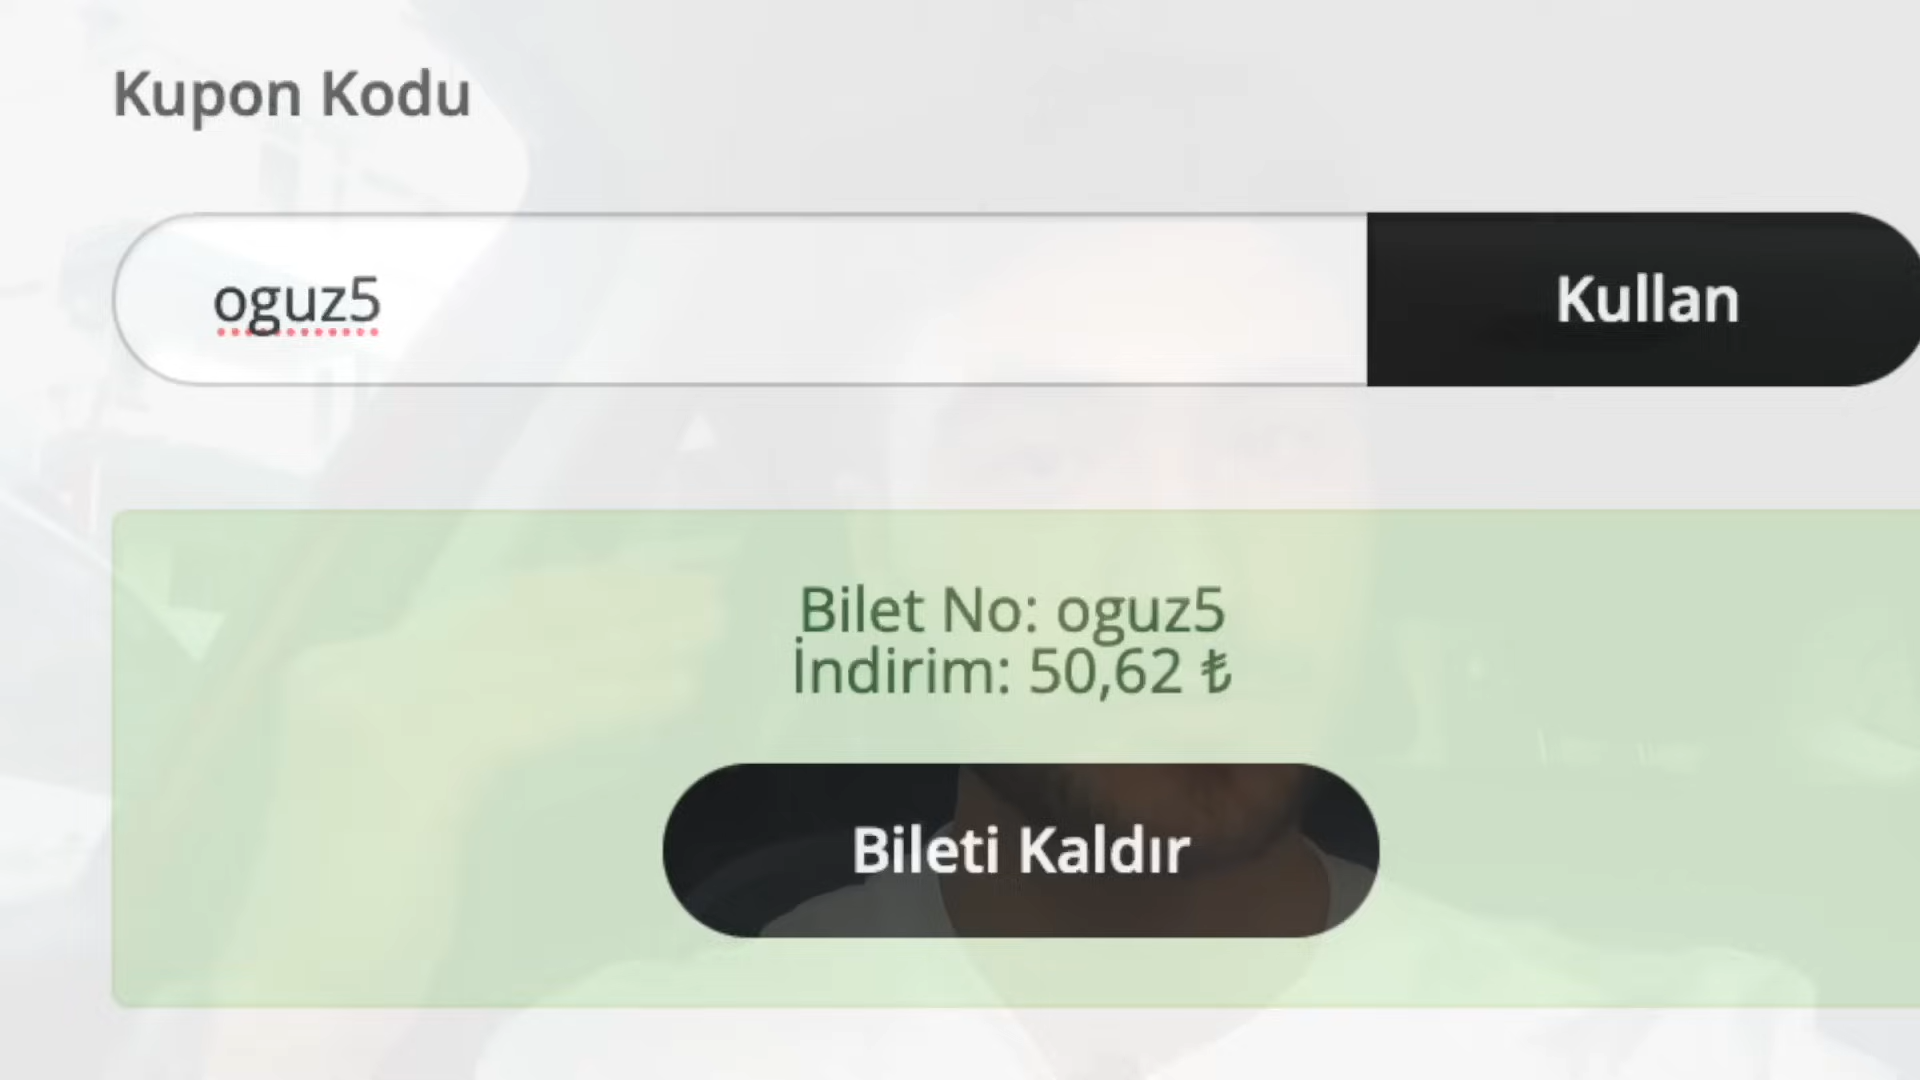 Kupon Kodu
oguz5
Kullan
Bilet No: oguz5
İndirim: 50,62 ₺
Bileti Kaldır